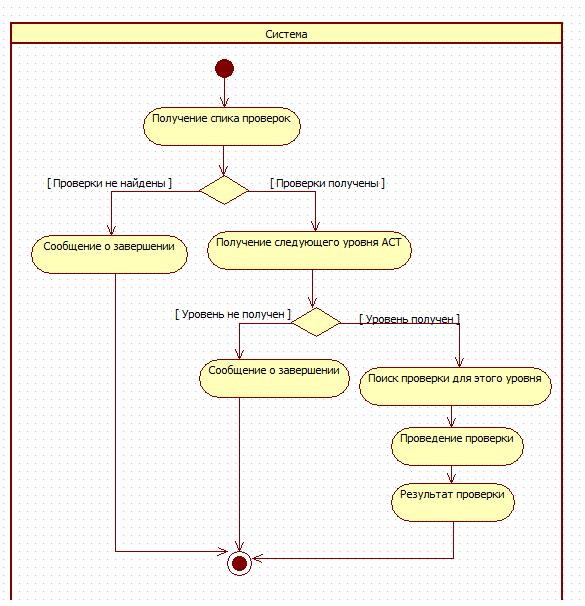 Система
Получение спика проверок
[ Проверки не найдены ]
[ Проверки получены ]
Сообщение о завершении
Получение следующего уровня АСТ
[ Уровень не получен ]
[ Уровень получен ]
Сообщение о завершении
Поиск проверки для этого уровня
Проведение проверки
Результат проверки